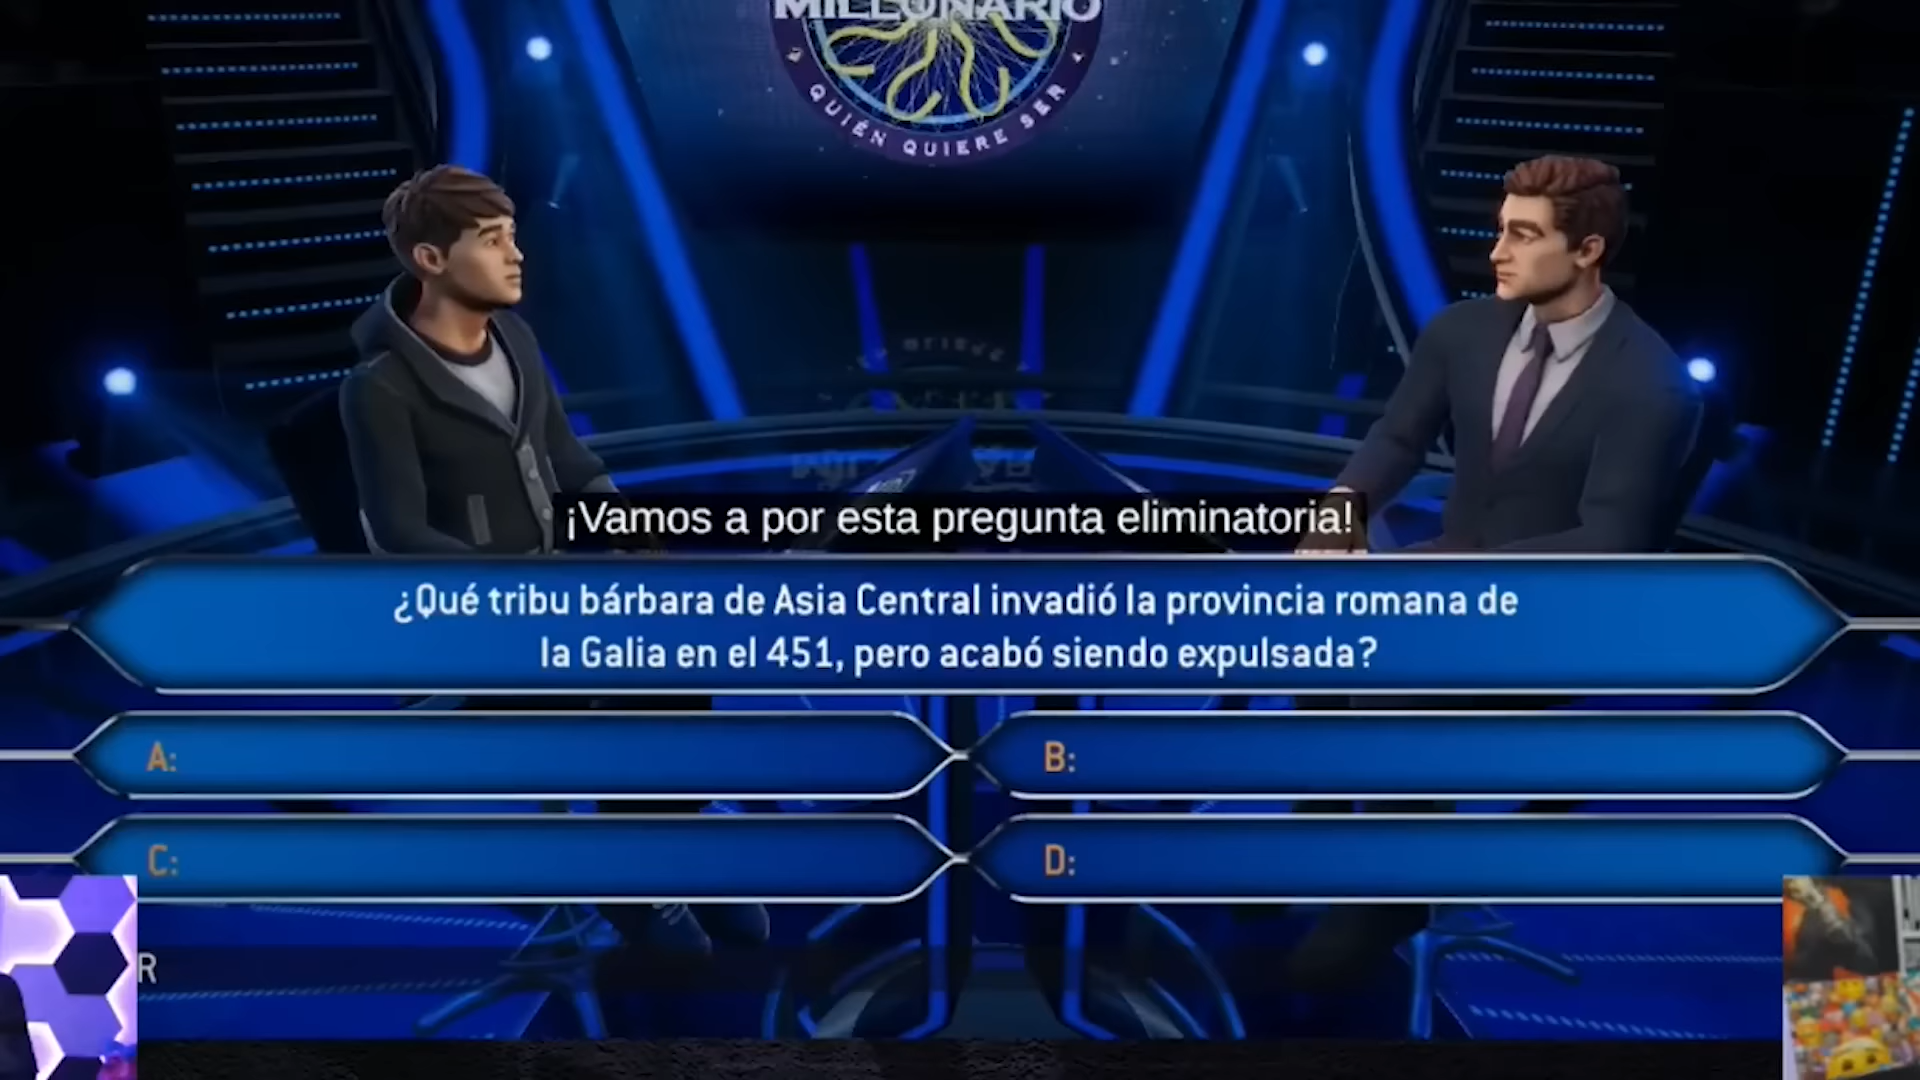 MILLONARIO
QUIÉN QUIERE SER
¡Vamos a por esta pregunta eliminatoria!
¿Qué tribu bárbara de Asia Central invadió la provincia romana de
la Galia en el 451, pero acabó siendo expulsada?
A:
B:
C:
D:
R